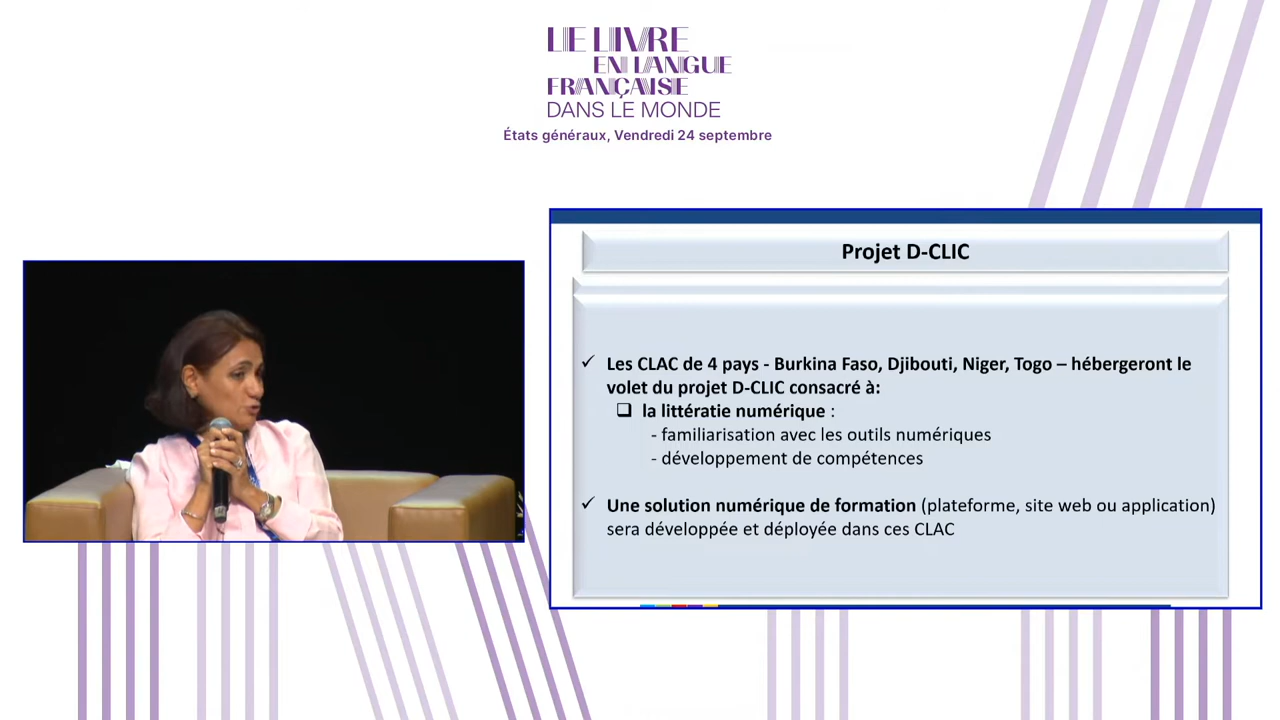 LE LIVRE
EN LANGUE
FRANÇAISE
DANS LE MONDE
États généraux, Vendredi 24 septembre
Projet D-CLIC
✓ Les CLAC de 4 pays - Burkina Faso, Djibouti, Niger, Togo – hébergeront le
volet du projet D-CLIC consacré à:
❑ la littératie numérique :
- familiarisation avec les outils numériques
- développement de compétences
✓ Une solution numérique de formation (plateforme, site web ou application)
sera développée et déployée dans ces CLAC